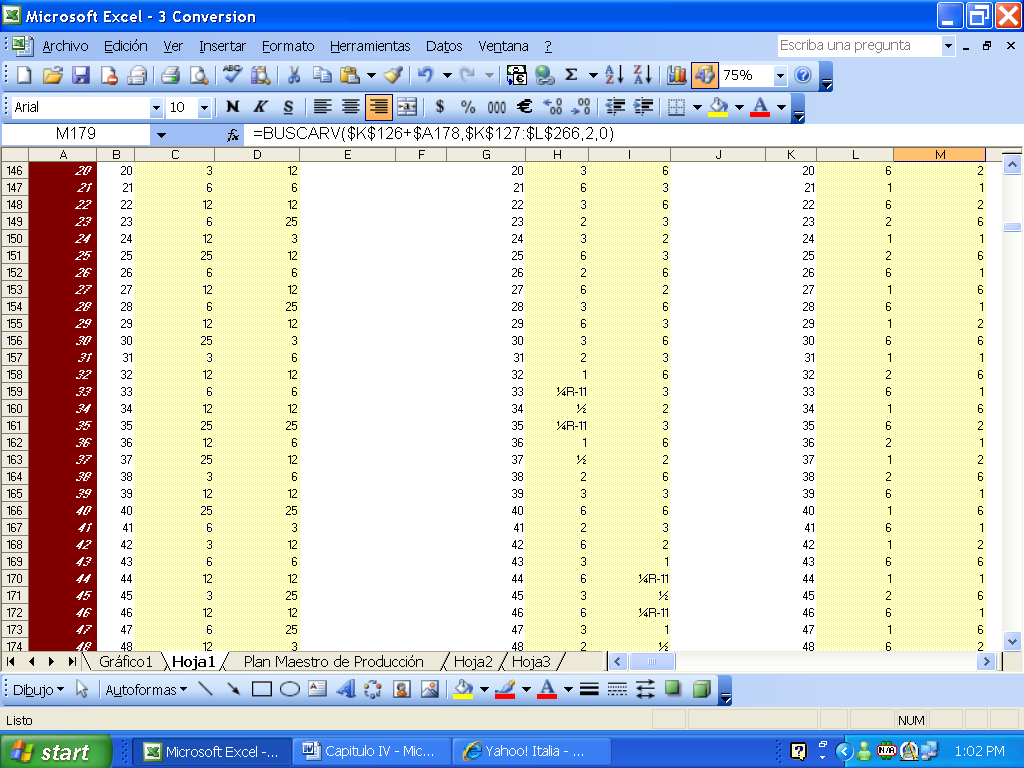 Microsoft Excel - 3 Conversion
Archivo Edición Ver Insertar Formato Herramientas Datos Ventana ? Escriba una pregunta
75%
Arial 10 N K S $ % 000 €
M179 fx =BUSCARV($K$126+$A178,$K$127:$L$266,2,0)
A B C D E F G H I J K L M
146 20 20 3 12 20 3 6 20 6 2
147 21 21 6 6 21 6 3 21 1 1
148 22 22 12 12 22 3 6 22 6 2
149 23 23 6 25 23 2 3 23 2 6
150 24 24 12 3 24 3 2 24 1 1
151 25 25 25 12 25 6 3 25 2 6
152 26 26 6 6 26 2 6 26 6 1
153 27 27 12 12 27 6 2 27 1 6
154 28 28 6 25 28 3 6 28 6 1
155 29 29 12 12 29 6 3 29 1 2
156 30 30 25 3 30 3 6 30 6 6
157 31 31 3 6 31 2 3 31 1 1
158 32 32 12 12 32 1 6 32 2 6
159 33 33 6 6 33 ¼R-11 3 33 6 1
160 34 34 12 12 34 ½ 2 34 1 6
161 35 35 25 25 35 ¼R-11 3 35 6 2
162 36 36 12 6 36 1 6 36 2 1
163 37 37 25 12 37 ½ 2 37 1 2
164 38 38 3 6 38 2 6 38 2 6
165 39 39 12 12 39 3 3 39 6 1
166 40 40 25 25 40 6 6 40 1 6
167 41 41 6 3 41 2 3 41 6 1
168 42 42 3 12 42 6 2 42 1 2
169 43 43 6 6 43 3 1 43 6 6
170 44 44 12 12 44 6 ¼R-11 44 1 1
171 45 45 3 25 45 3 ½ 45 2 6
172 46 46 12 12 46 6 ¼R-11 46 6 1
173 47 47 6 25 47 3 1 47 1 6
174 48 48 12 3 48 2 ½ 48 6 2
Gráfico1 Hoja1 Plan Maestro de Producción Hoja2 Hoja3
Dibujo Autoformas
Listo NUM
start Microsoft Excel -... Capitulo IV - Mic... Yahoo! Italia - ... 1:02 PM